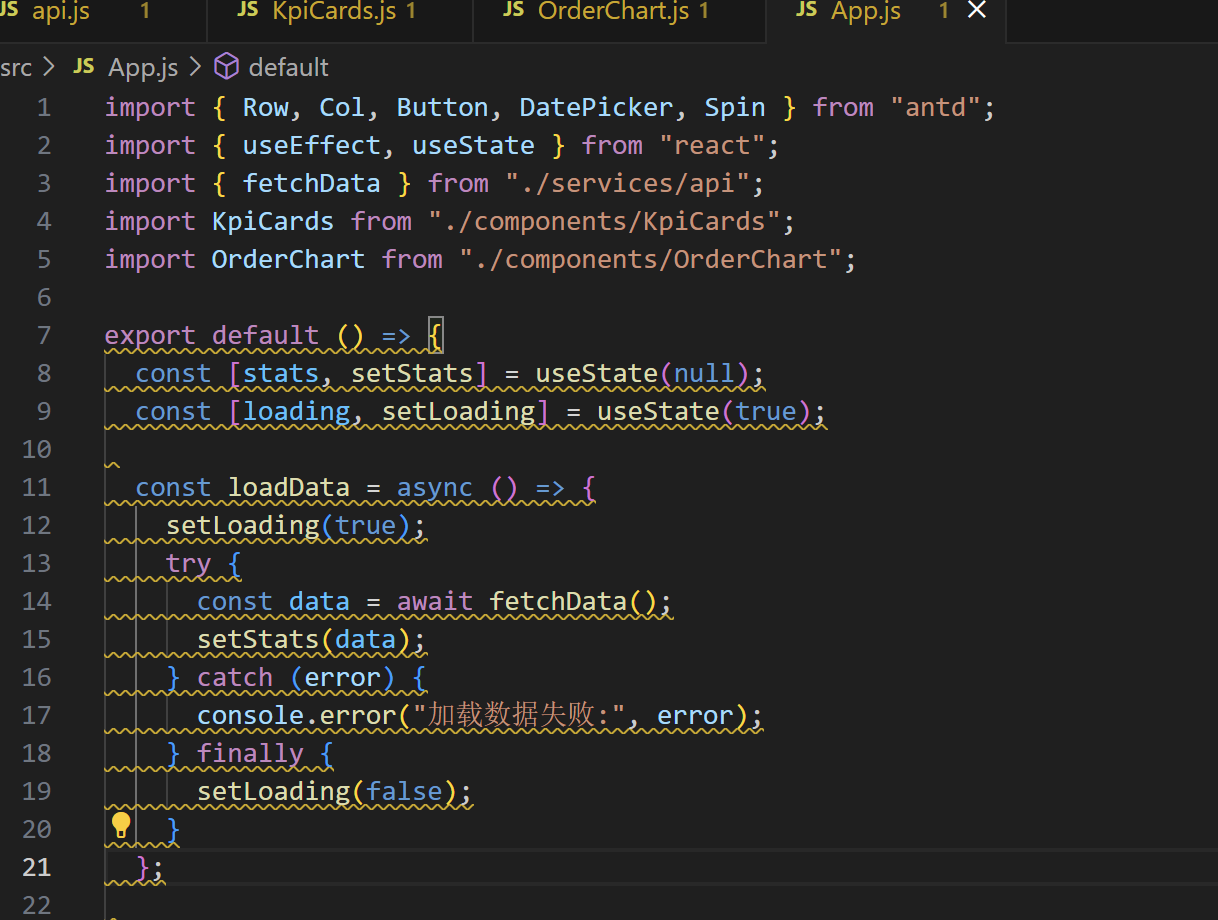 JS api.js 1 JS KpiCards.js 1 JS OrderChart.js 1 JS App.js 1 ×
src > JS App.js > default
1 import { Row, Col, Button, DatePicker, Spin } from "antd";
2 import { useEffect, useState } from "react";
3 import { fetchData } from "./services/api";
4 import KpiCards from "./components/KpiCards";
5 import OrderChart from "./components/OrderChart";
6
7 export default () => {
8   const [stats, setStats] = useState(null);
9   const [loading, setLoading] = useState(true);
10
11   const loadData = async () => {
12     setLoading(true);
13     try {
14       const data = await fetchData();
15       setStats(data);
16     } catch (error) {
17       console.error("加载数据失败:", error);
18     } finally {
19       setLoading(false);
20     }
21   };
22